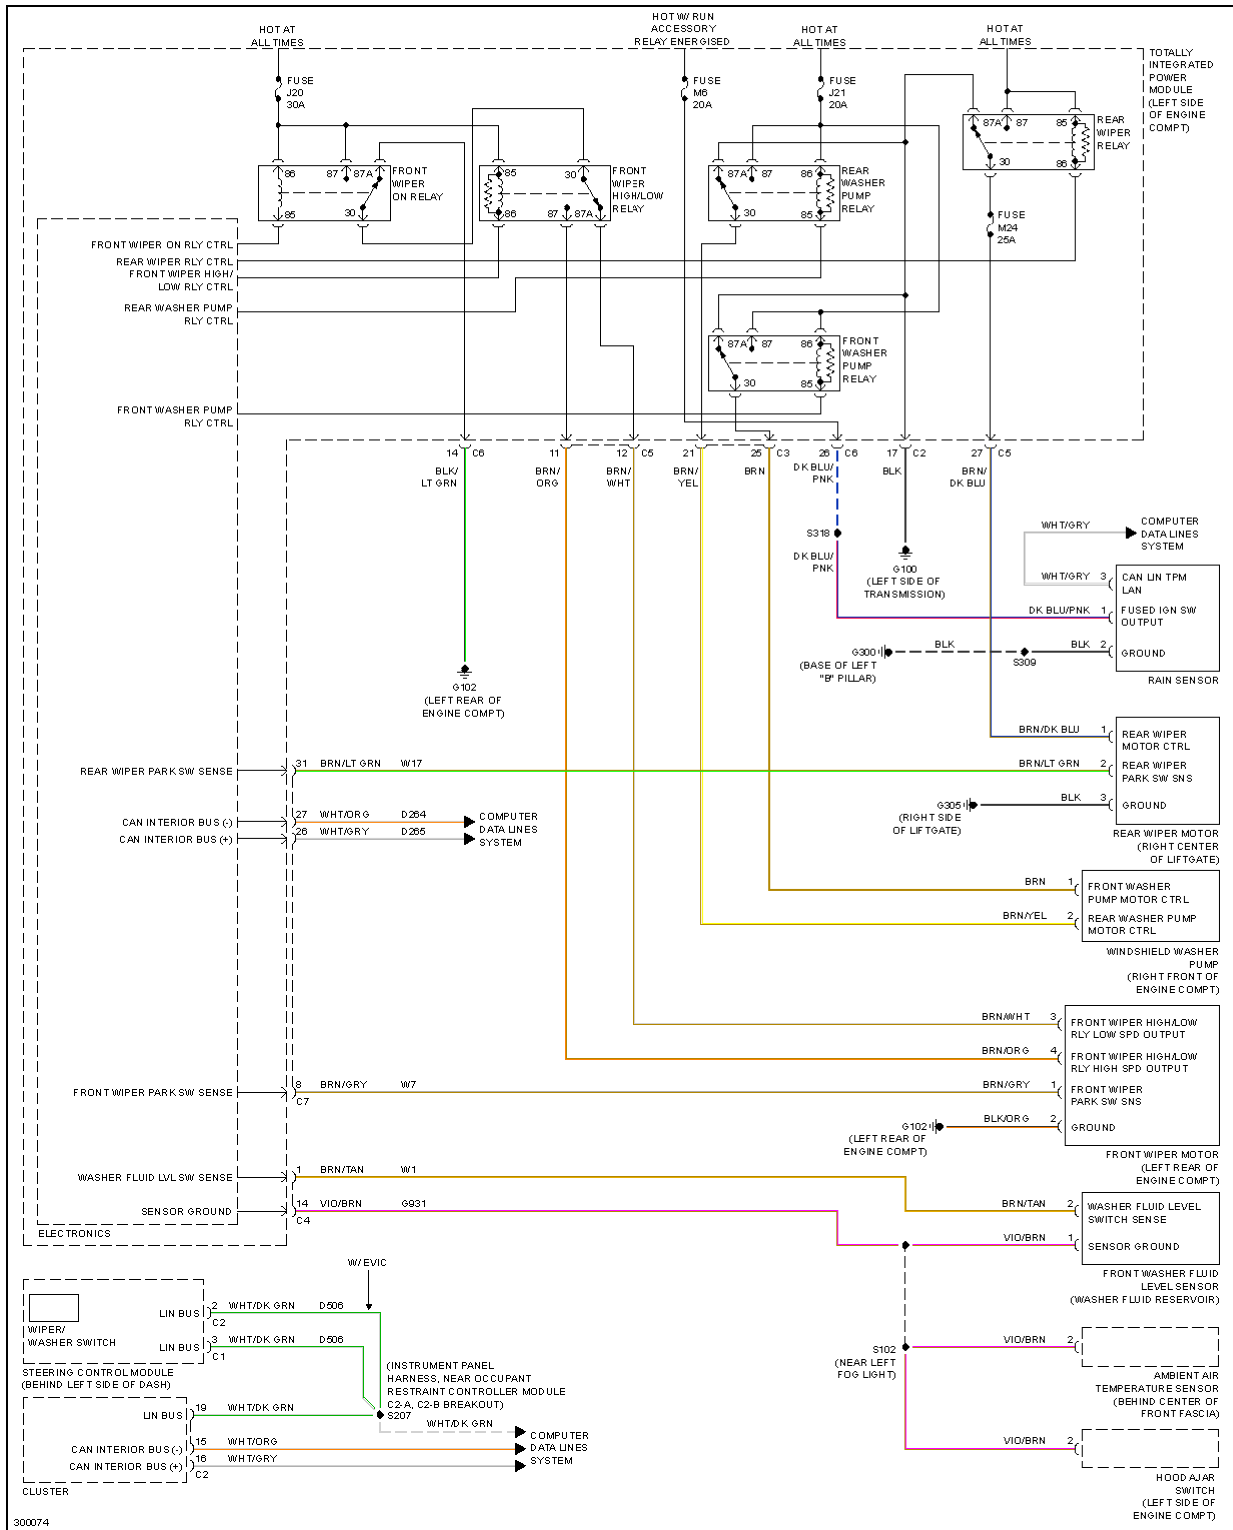 HOT AT
ALL TIMES
HOT W/ RUN
ACCESSORY
RELAY ENERGISED
HOT AT
ALL TIMES
HOT AT
ALL TIMES
TOTALLY
INTEGRATED
POWER
MODULE
(LEFT SIDE
OF ENGINE
COMPT)
FUSE
J20
30A
FUSE
M6
20A
FUSE
J21
20A
87A
87
85
30
86
REAR
WIPER
RELAY
86
87
87A
85
30
FRONT
WIPER
ON RELAY
85
30
86
87
87A
FRONT
WIPER
HIGH/LOW
RELAY
87A
87
86
30
85
REAR
WASHER
PUMP
RELAY
FUSE
M24
25A
FRONT WIPER ON RLY CTRL
REAR WIPER RLY CTRL
FRONT WIPER HIGH/
LOW RLY CTRL
REAR WASHER PUMP
RLY CTRL
87A
87
86
30
85
FRONT
WASHER
PUMP
RELAY
FRONT WASHER PUMP
RLY CTRL
14 C6
11
12 C5
21
25 C3
26 C6
17 C2
27 C5
BLK/
LT GRN
BRN/
ORG
BRN/
WHT
BRN/
YEL
BRN
DK BLU/
PNK
BLK
BRN/
DK BLU
S318
DK BLU/
PNK
G100
(LEFT SIDE OF
TRANSMISSION)
WHT/GRY
COMPUTER
DATA LINES
SYSTEM
WHT/GRY 3
CAN LIN TPM
LAN
DK BLU/PNK 1
FUSED IGN SW
OUTPUT
G300
BLK
BLK 2
GROUND
(BASE OF LEFT
"B" PILLAR)
S309
RAIN SENSOR
G102
(LEFT REAR OF
ENGINE COMPT)
BRN/DK BLU 1
REAR WIPER
MOTOR CTRL
REAR WIPER PARK SW SENSE
31 BRN/LT GRN W17
BRN/LT GRN 2
REAR WIPER
PARK SW SNS
G305
(RIGHT SIDE
OF LIFTGATE)
BLK 3
GROUND
REAR WIPER MOTOR
(RIGHT CENTER
OF LIFTGATE)
CAN INTERIOR BUS (-)
27 WHT/ORG D264
CAN INTERIOR BUS (+)
26 WHT/GRY D265
COMPUTER
DATA LINES
SYSTEM
BRN 1
FRONT WASHER
PUMP MOTOR CTRL
BRN/YEL 2
REAR WASHER PUMP
MOTOR CTRL
WINDSHIELD WASHER
PUMP
(RIGHT FRONT OF
ENGINE COMPT)
BRN/WHT 3
FRONT WIPER HIGH/LOW
RLY LOW SPD OUTPUT
BRN/ORG 4
FRONT WIPER HIGH/LOW
RLY HIGH SPD OUTPUT
FRONT WIPER PARK SW SENSE
8 BRN/GRY W7
C7
BRN/GRY 1
FRONT WIPER
PARK SW SNS
G102
(LEFT REAR OF
ENGINE COMPT)
BLK/ORG 2
GROUND
FRONT WIPER MOTOR
(LEFT REAR OF
ENGINE COMPT)
WASHER FLUID LVL SW SENSE
1 BRN/TAN W1
BRN/TAN 2
WASHER FLUID LEVEL
SWITCH SENSE
SENSOR GROUND
14 VIO/BRN G931
C4
VIO/BRN 1
SENSOR GROUND
ELECTRONICS
FRONT WASHER FLUID
LEVEL SENSOR
(WASHER FLUID RESERVOIR)
W/ EVIC
WIPER/
WASHER SWITCH
LIN BUS
2 WHT/DK GRN D506
C2
LIN BUS
3 WHT/DK GRN D506
C1
STEERING CONTROL MODULE
(BEHIND LEFT SIDE OF DASH)
(INSTRUMENT PANEL
HARNESS, NEAR OCCUPANT
RESTRAINT CONTROLLER MODULE
C2-A, C2-B BREAKOUT)
S207
S102
(NEAR LEFT
FOG LIGHT)
VIO/BRN 2
AMBIENT AIR
TEMPERATURE SENSOR
(BEHIND CENTER OF
FRONT FASCIA)
LIN BUS
19 WHT/DK GRN
WHT/DK GRN
CAN INTERIOR BUS (-)
15 WHT/ORG
CAN INTERIOR BUS (+)
16 WHT/GRY
C2
COMPUTER
DATA LINES
SYSTEM
CLUSTER
VIO/BRN 2
HOOD AJAR
SWITCH
(LEFT SIDE OF
ENGINE COMPT)
300074